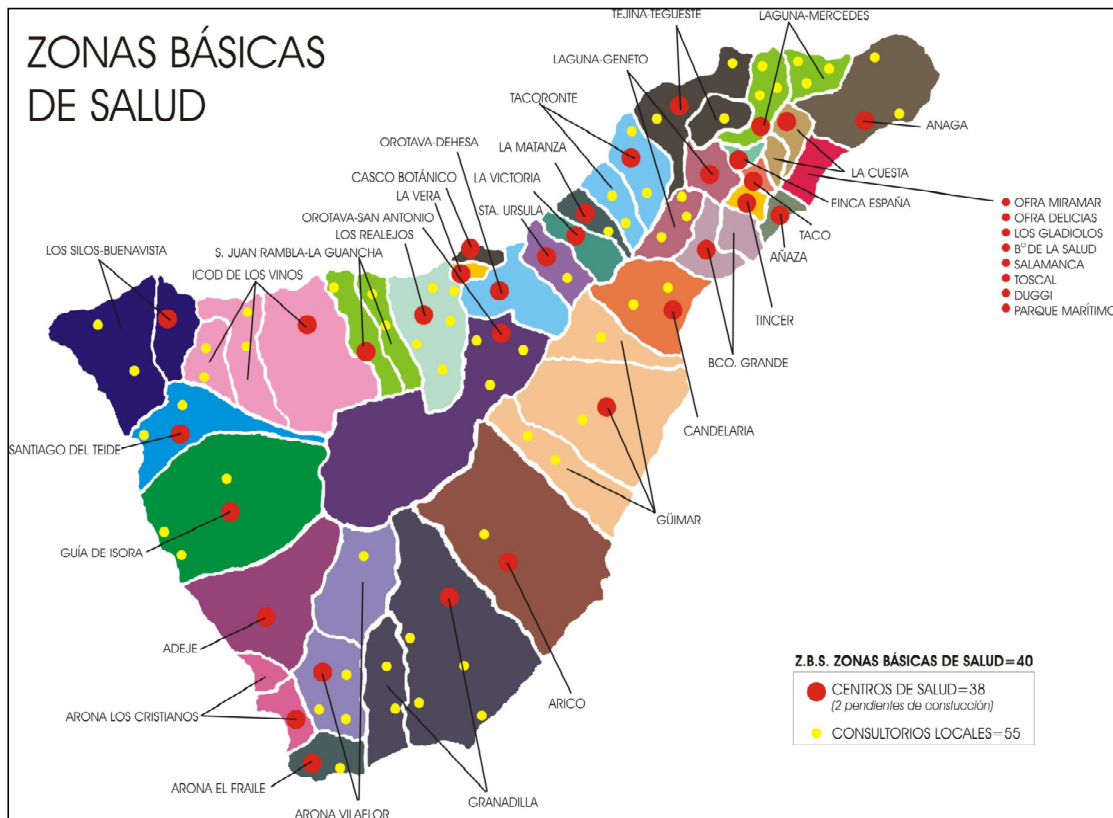 ZONAS BÁSICAS
DE SALUD
TEJINA-TEGUESTE
LAGUNA-MERCEDES
LAGUNA-GENETO
TACORONTE
OROTAVA-DEHESA
LA MATANZA
ANAGA
CASCO BOTÁNICO
LA VICTORIA
LA CUESTA
LA VERA
STA. URSULA
FINCA ESPAÑA
OROTAVA-SAN ANTONIO
TACO
LOS REALEJOS
AÑAZA
OFRA MIRAMAR
OFRA DELICIAS
LOS GLADIOLOS
Bº DE LA SALUD
SALAMANCA
TOSCAL
DUGGI
PARQUE MARÍTIMO
LOS SILOS-BUENAVISTA
S. JUAN RAMBLA-LA GUANCHA
ICOD DE LOS VINOS
TINCER
BCO. GRANDE
CANDELARIA
SANTIAGO DEL TEIDE
GÜIMAR
GUÍA DE ISORA
ADEJE
ARICO
ARONA LOS CRISTIANOS
ARONA EL FRAILE
ARONA VILAFLOR
GRANADILLA
Z.B.S. ZONAS BÁSICAS DE SALUD=40
CENTROS DE SALUD=38
(2 pendientes de constucción)
CONSULTORIOS LOCALES=55